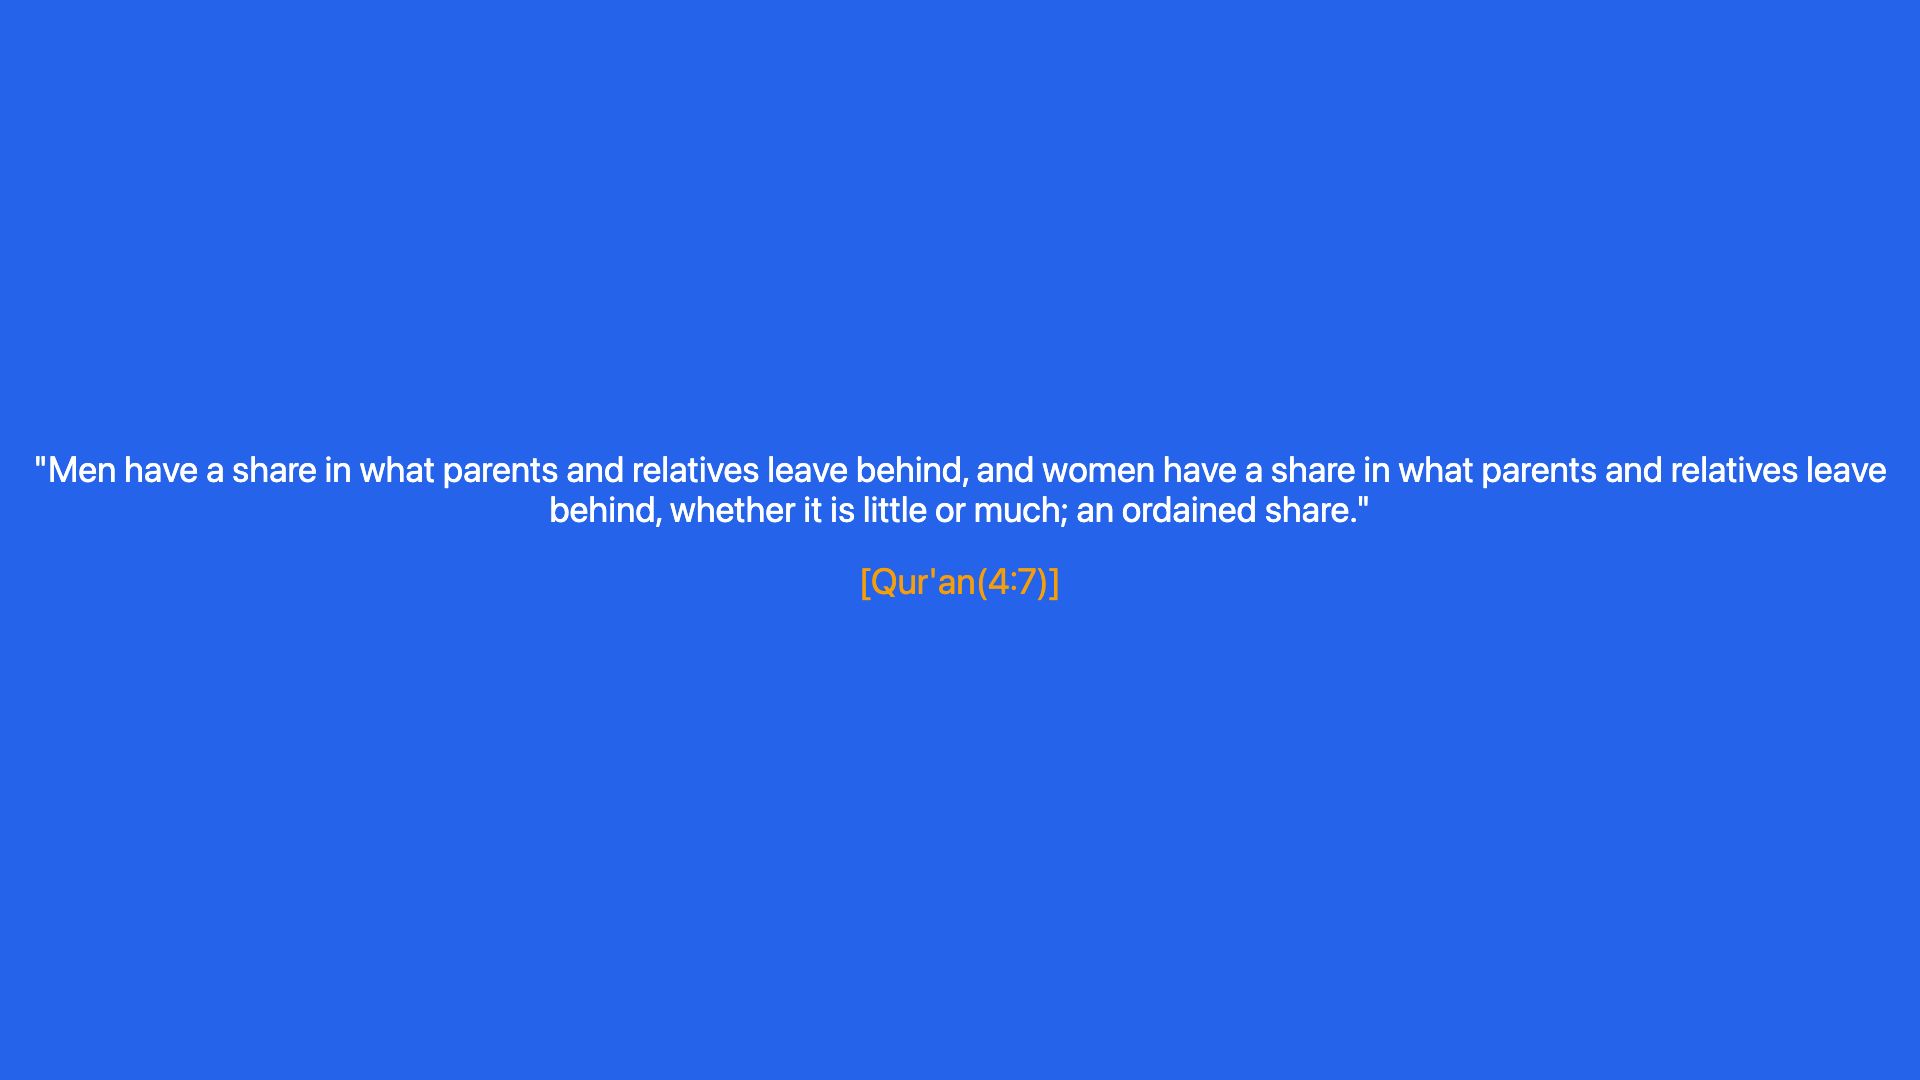 "Men have a share in what parents and relatives leave behind, and women have a share in what parents and relatives leave
behind, whether it is little or much; an ordained share."
[Qur'an(4:7)]